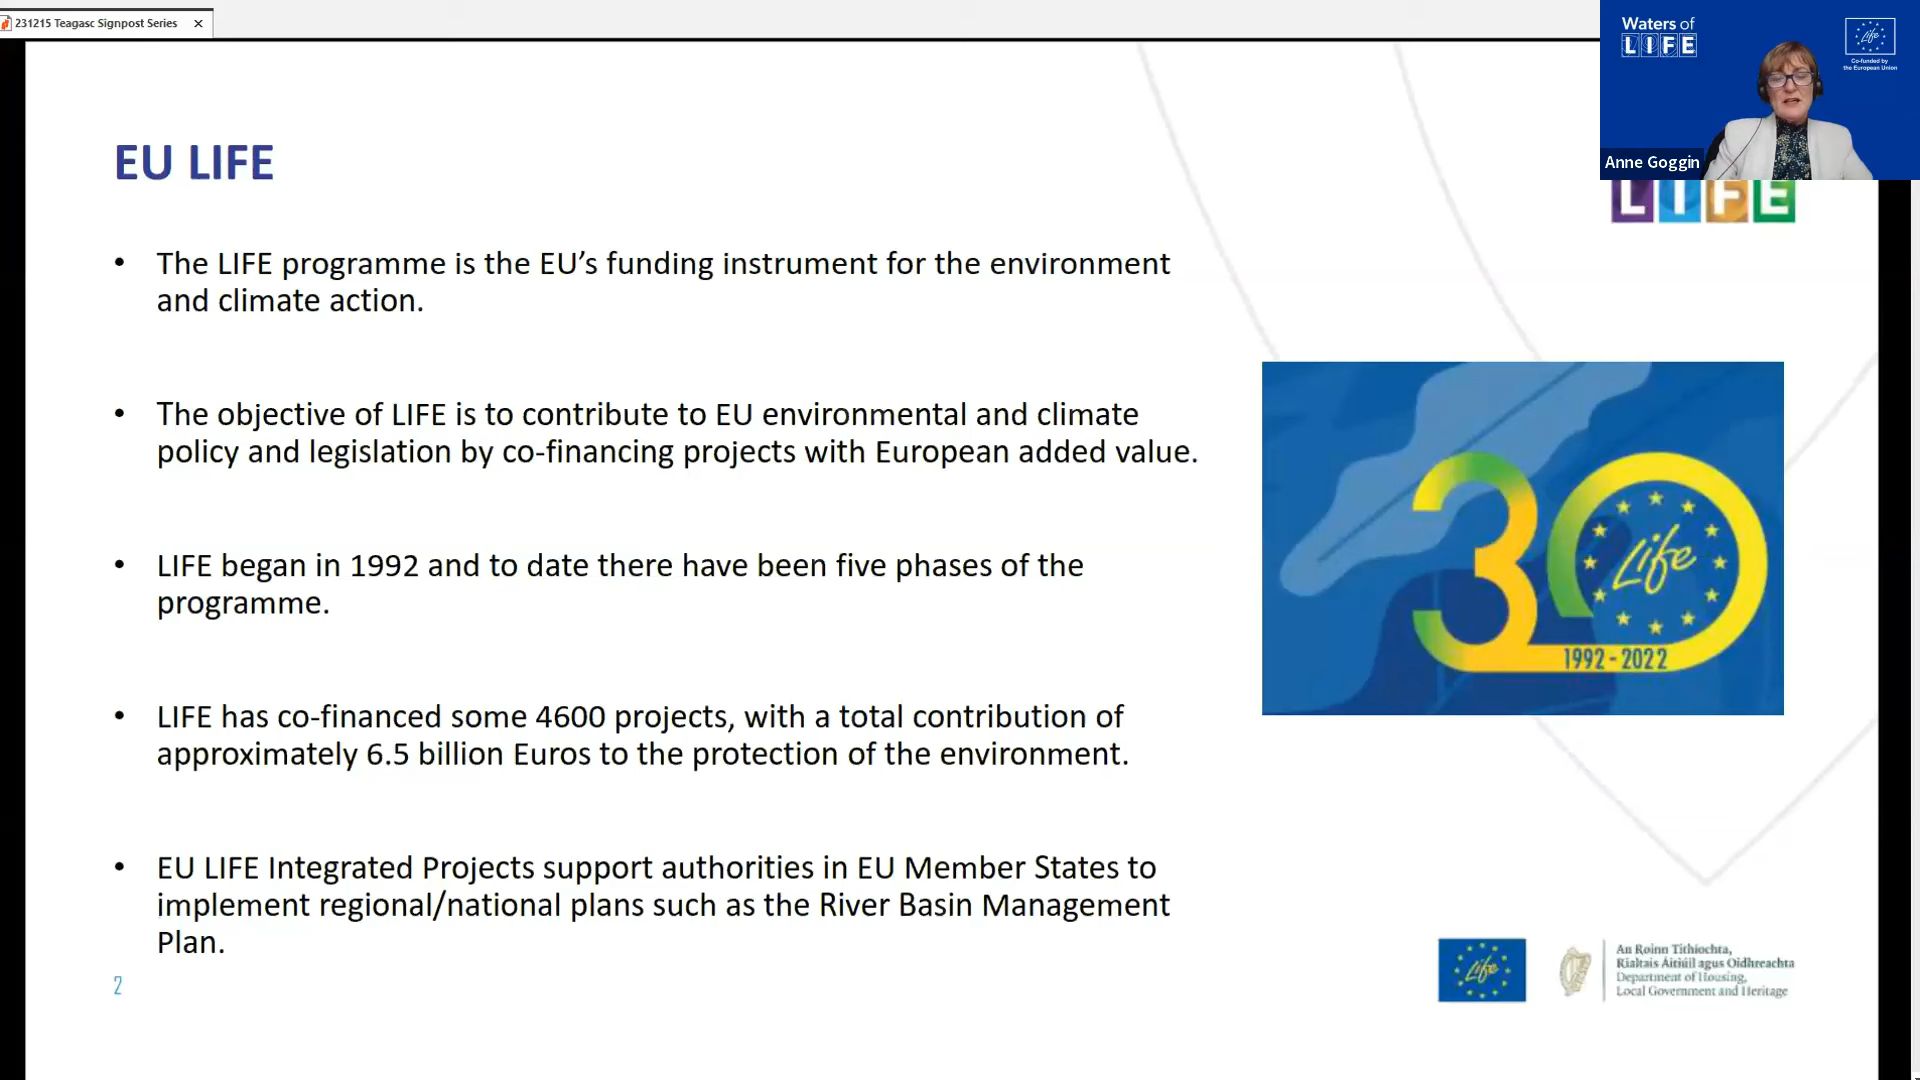 231215 Teagasc Signpost Series
Waters of
LIFE
Life
Co-funded by
the European Union
Anne Goggin
LIFE
EU LIFE
• The LIFE programme is the EU’s funding instrument for the environment
and climate action.
• The objective of LIFE is to contribute to EU environmental and climate
policy and legislation by co-financing projects with European added value.
• LIFE began in 1992 and to date there have been five phases of the
programme.
• LIFE has co-financed some 4600 projects, with a total contribution of
approximately 6.5 billion Euros to the protection of the environment.
• EU LIFE Integrated Projects support authorities in EU Member States to
implement regional/national plans such as the River Basin Management
Plan.
30
Life
1992 - 2022
2
Life
An Roinn Tithíochta,
Rialtais Áitiúil agus Oidhreachta
Department of Housing,
Local Government and Heritage